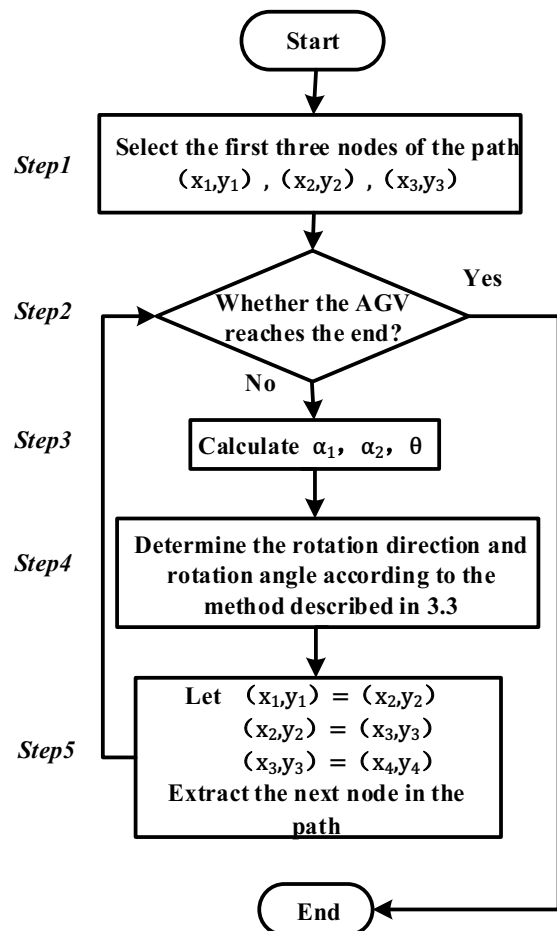 Start
Step1
Select the first three nodes of the path
(x₁,y₁) , (x₂,y₂) , (x₃,y₃)
Yes
Step2
Whether the AGV
reaches the end?
No
Step3
Calculate α₁, α₂, θ
Step4
Determine the rotation direction and
rotation angle according to the
method described in 3.3
Step5
Let (x₁,y₁) = (x₂,y₂)
(x₂,y₂) = (x₃,y₃)
(x₃,y₃) = (x₄,y₄)
Extract the next node in the
path
End